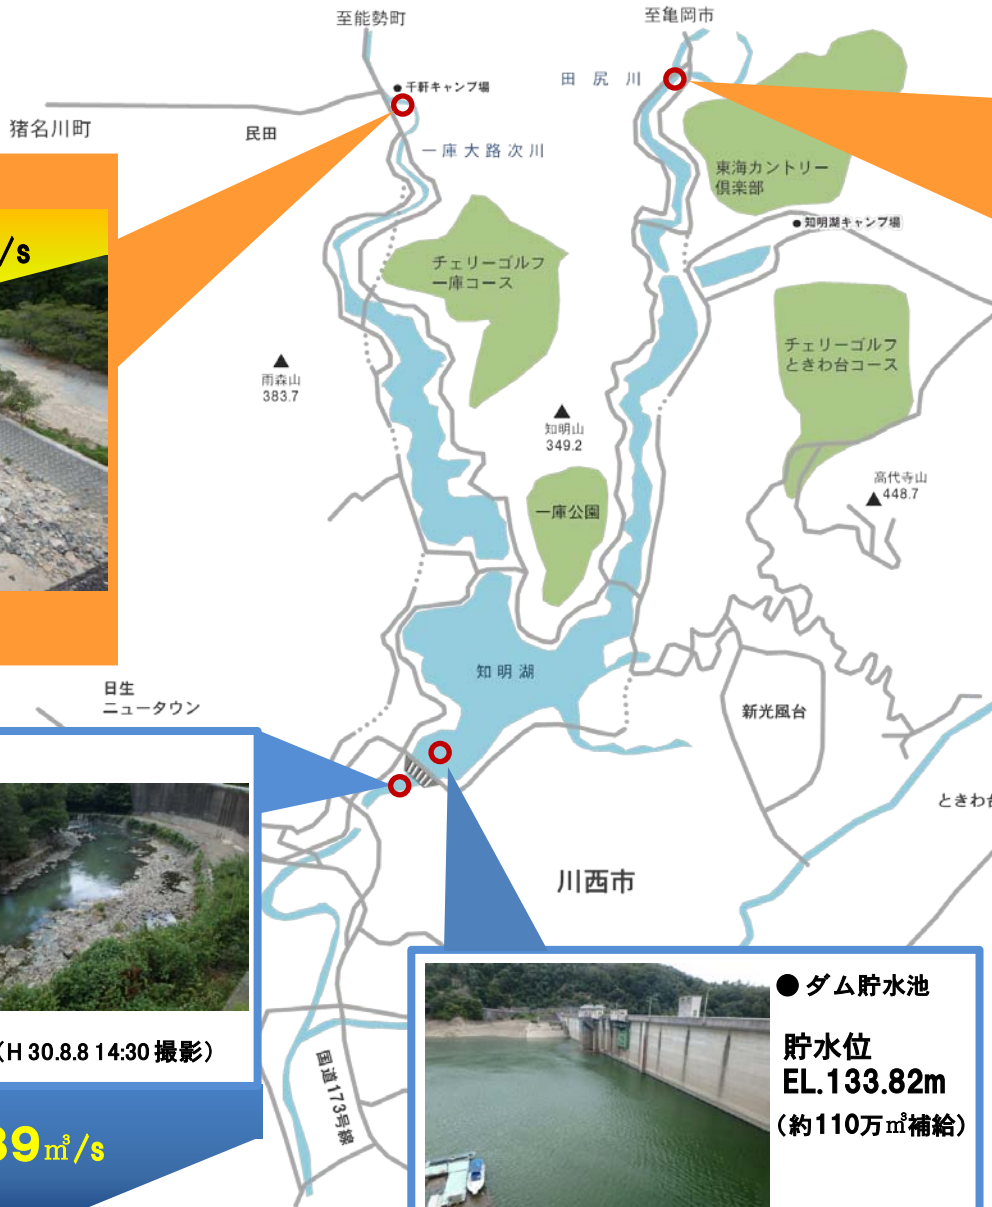 至能勢町
至亀岡市
田尻川
●千軒キャンプ場
猪名川町
民田
一庫大路次川
東海カントリー
倶楽部
●知明湖キャンプ場
/s
チェリーゴルフ
一庫コース
チェリーゴルフ
ときわ台コース
▲
雨森山
383.7
▲
知明山
349.2
高代寺山
▲448.7
一庫公園
知明湖
日生
ニュータウン
新光風台
ときわ台
川西市
●ダム貯水池
貯水位
EL.133.82m
(約110万㎥補給)
(H30.8.8 14:30撮影)
国道173号線
39㎥/s